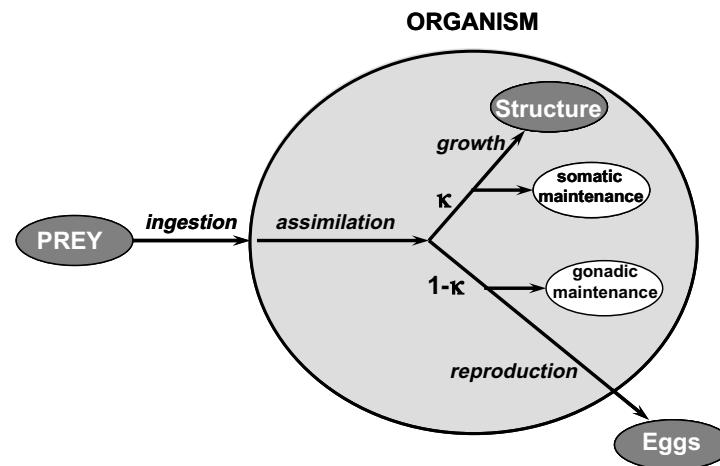 ORGANISM
Structure
growth
somatic
maintenance
κ
ingestion
assimilation
PREY
gonadic
maintenance
1-κ
reproduction
Eggs